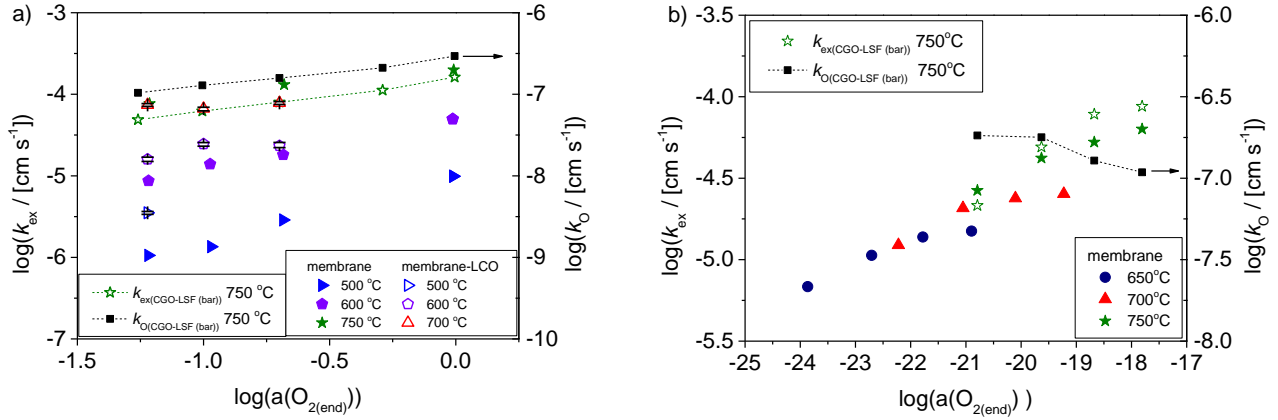 a)
-3
-4
-5
-6
-7
log(k_ex / [cm s⁻¹])
-6
-7
-8
-9
-10
log(k_O / [cm s⁻¹])
k_ex(CGO-LSF (bar)) 750 °C
k_O(CGO-LSF (bar)) 750 °C
membrane membrane-LCO
500 °C 500 °C
600 °C 600 °C
750 °C 700 °C
-1.5 -1.0 -0.5 0.0
log(a(O₂(end)))
b)
-3.5
-4.0
-4.5
-5.0
-5.5
log(k_ex / [cm s⁻¹])
-6.0
-6.5
-7.0
-7.5
-8.0
log(k_O / [cm s⁻¹])
k_ex(CGO-LSF (bar)) 750°C
k_O(CGO-LSF (bar)) 750°C
membrane
650°C
700°C
750°C
-25 -24 -23 -22 -21 -20 -19 -18 -17
log(a(O₂(end)) )